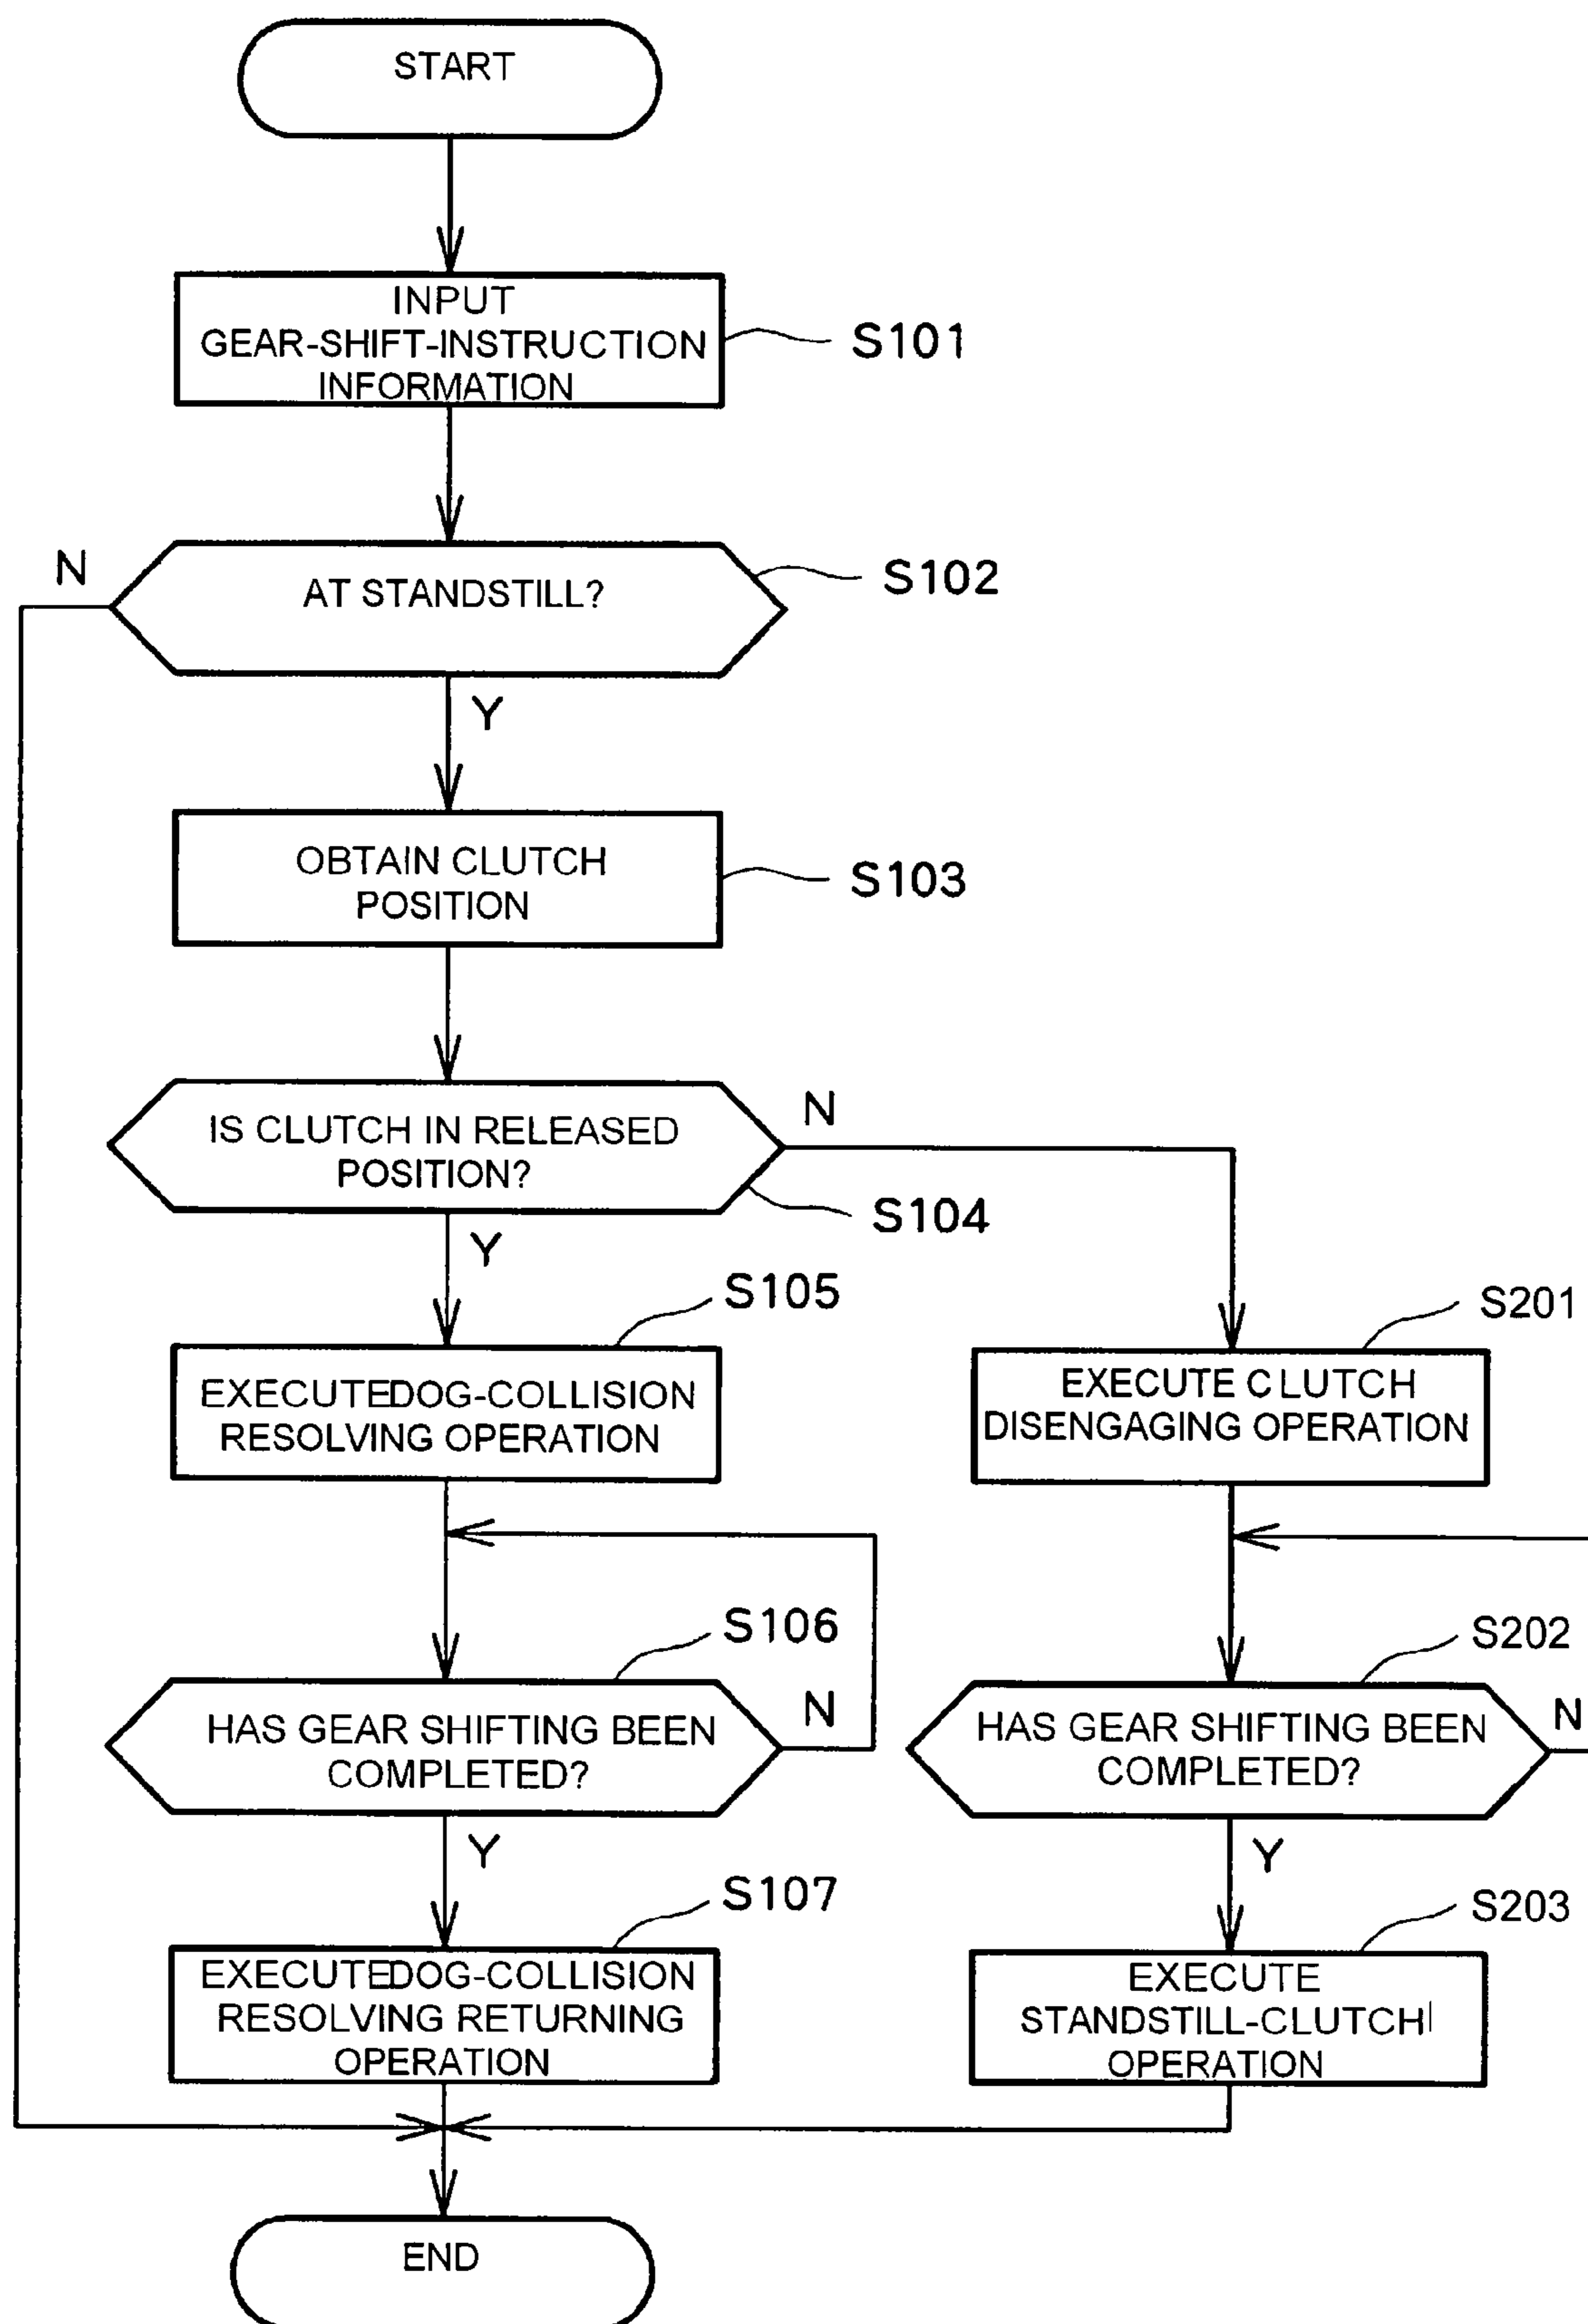 START
INPUT
GEAR-SHIFT-INSTRUCTION
INFORMATION
S101
N
AT STANDSTILL?
S102
Y
OBTAIN CLUTCH
POSITION
S103
IS CLUTCH IN RELEASED
POSITION?
N
S104
Y
S105
EXECUTEDOG-COLLISION
RESOLVING OPERATION
S201
EXECUTE CLUTCH
DISENGAGING OPERATION
S106
HAS GEAR SHIFTING BEEN
COMPLETED?
N
S202
HAS GEAR SHIFTING BEEN
COMPLETED?
N
Y
Y
S107
EXECUTEDOG-COLLISION
RESOLVING RETURNING
OPERATION
S203
EXECUTE
STANDSTILL-CLUTCH
OPERATION
END